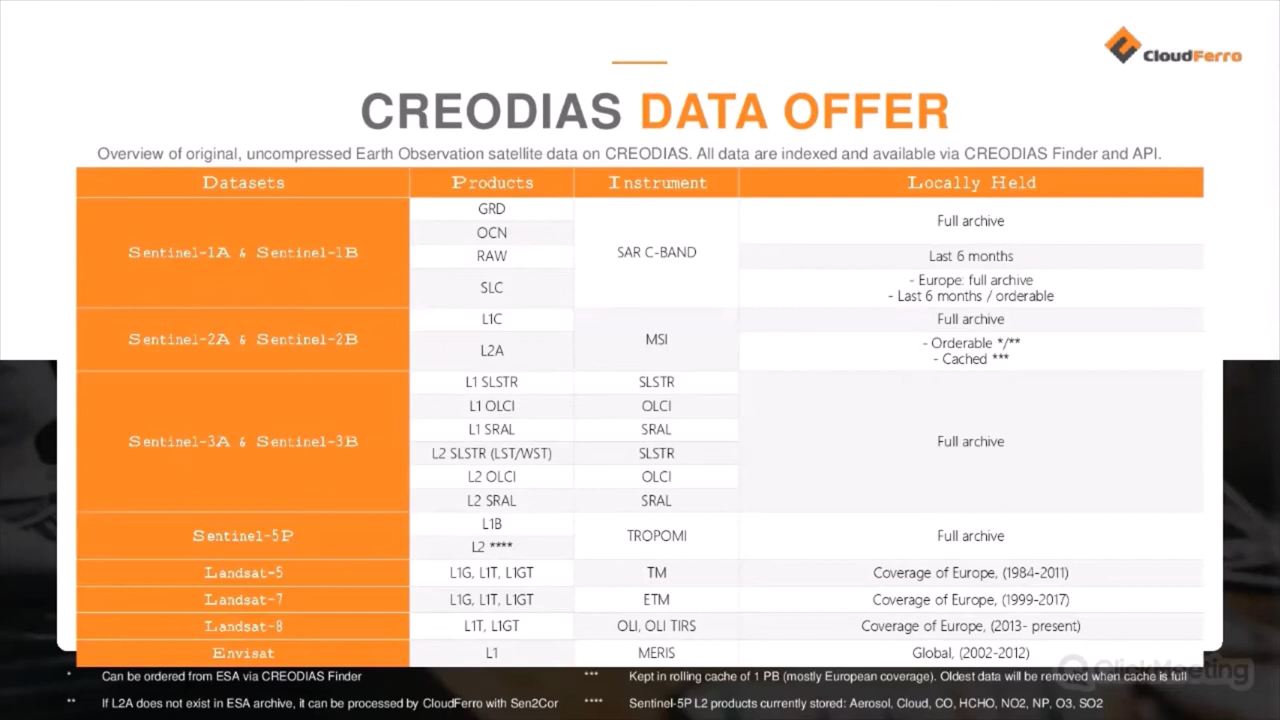 CloudFerro
CREODIAS DATA OFFER
Overview of original, uncompressed Earth Observation satellite data on CREODIAS. All data are indexed and available via CREODIAS Finder and API.
Datasets Products Instrument Locally Held
Sentinel-1A & Sentinel-1B
GRD
OCN
RAW
SLC
SAR C-BAND
Full archive
Last 6 months
- Europe: full archive
- Last 6 months / orderable
Sentinel-2A & Sentinel-2B
L1C
L2A
MSI
Full archive
- Orderable */**
- Cached ***
Sentinel-3A & Sentinel-3B
L1 SLSTR SLSTR
L1 OLCI OLCI
L1 SRAL SRAL
L2 SLSTR (LST/WST) SLSTR
L2 OLCI OLCI
L2 SRAL SRAL
Full archive
Sentinel-5P
L1B
L2 ****
TROPOMI
Full archive
Landsat-5 L1G, L1T, L1GT TM Coverage of Europe, (1984-2011)
Landsat-7 L1G, L1T, L1GT ETM Coverage of Europe, (1999-2017)
Landsat-8 L1T, L1GT OLI, OLI TIRS Coverage of Europe, (2013- present)
Envisat L1 MERIS Global, (2002-2012)
* Can be ordered from ESA via CREODIAS Finder
** If L2A does not exist in ESA archive, it can be processed by CloudFerro with Sen2Cor
*** Kept in rolling cache of 1 PB (mostly European coverage). Oldest data will be removed when cache is full
**** Sentinel-5P L2 products currently stored: Aerosol, Cloud, CO, HCHO, NO2, NP, O3, SO2
ClickMeeting